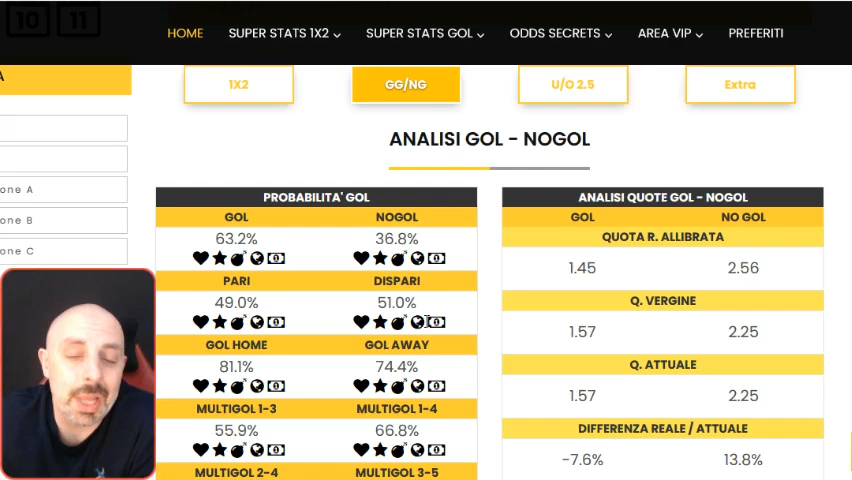 10 11
HOME SUPER STATS 1X2 SUPER STATS GOL ODDS SECRETS AREA VIP PREFERITI
A
1X2 GG/NG U/O 2.5 Extra
ANALISI GOL - NOGOL
one A
one B
one C
PROBABILITA' GOL
GOL NOGOL
63.2% 36.8%
PARI DISPARI
49.0% 51.0%
GOL HOME GOL AWAY
81.1% 74.4%
MULTIGOL 1-3 MULTIGOL 1-4
55.9% 66.8%
MULTIGOL 2-4 MULTIGOL 3-5
ANALISI QUOTE GOL - NOGOL
GOL NO GOL
QUOTA R. ALLIBRATA
1.45 2.56
Q. VERGINE
1.57 2.25
Q. ATTUALE
1.57 2.25
DIFFERENZA REALE / ATTUALE
-7.6% 13.8%